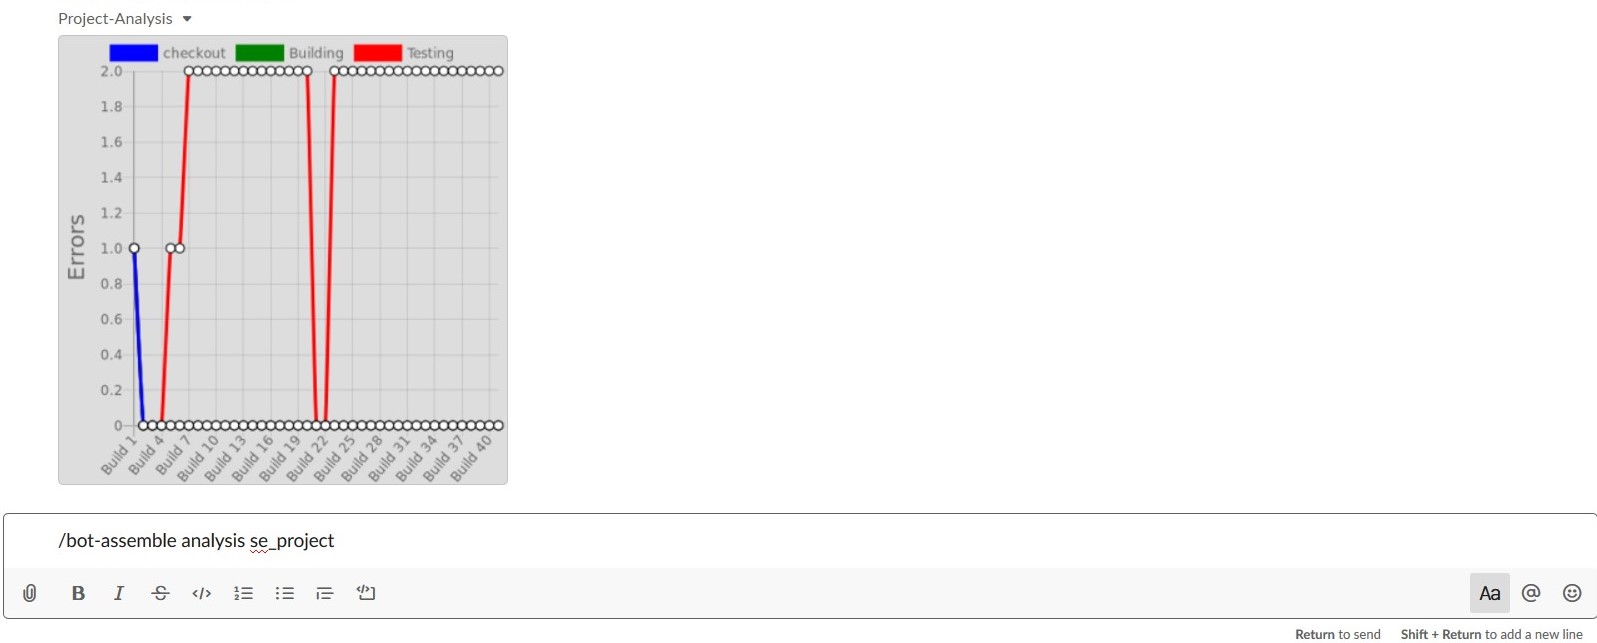 Project-Analysis
checkout Building Testing
2.0
1.8
1.6
1.4
1.2
1.0
0.8
0.6
0.4
0.2
0
Errors
Build 1 Build 4 Build 7 Build 10 Build 13 Build 16 Build 19 Build 22 Build 25 Build 28 Build 31 Build 34 Build 37 Build 40
/bot-assemble analysis se_project
B I S </> Aa @
Return to send Shift + Return to add a new line